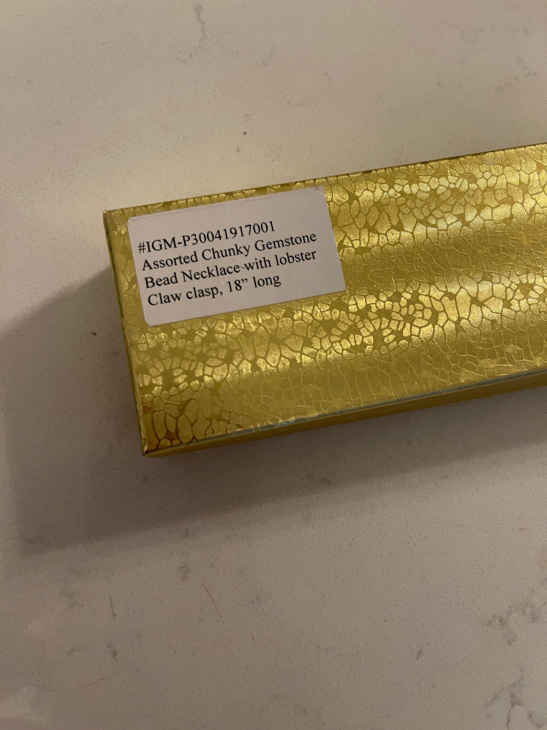 #IGM-P30041917001
Assorted Chunky Gemstone
Bead Necklace with lobster
Claw clasp, 18” long